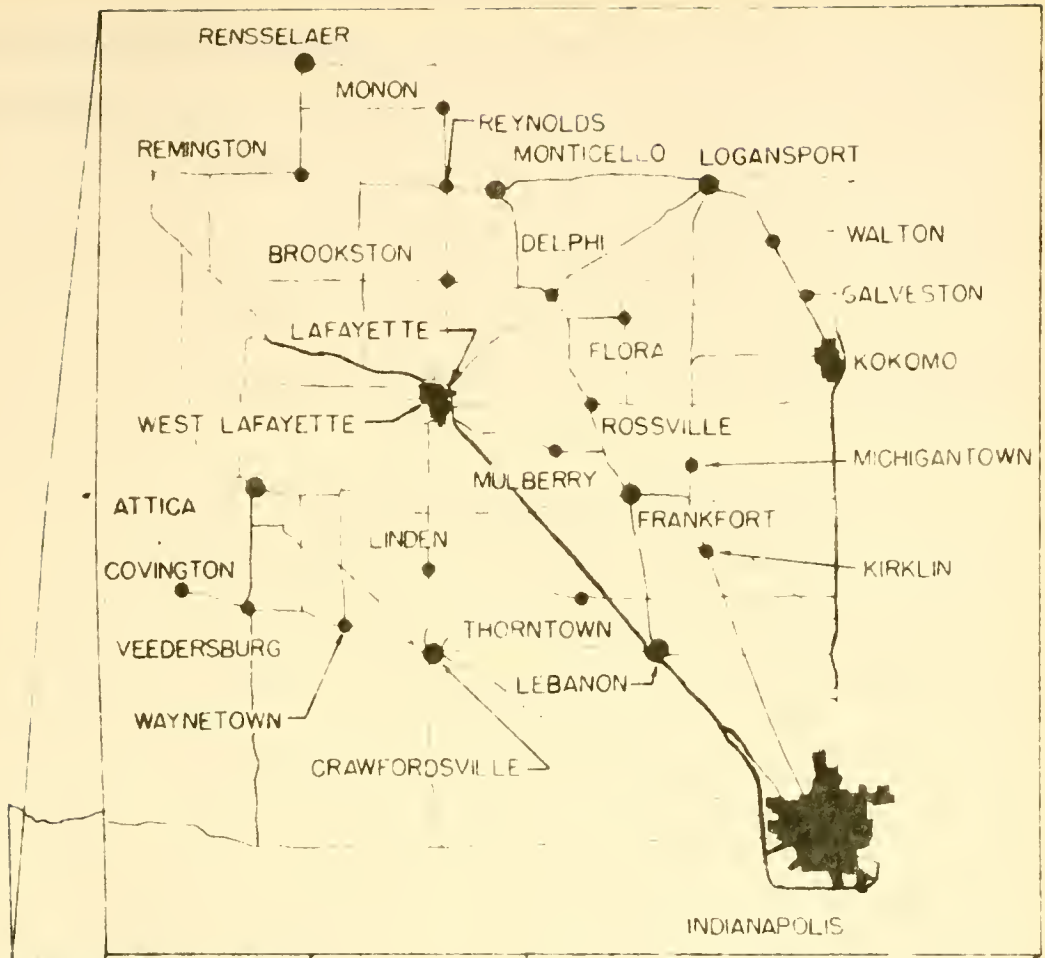 RENSSELAER
MONON
REYNOLDS
REMINGTON
MONTICELLO
LOGANSPORT
WALTON
DELPHI
BROOKSTON
GALVESTON
LAFAYETTE
FLORA
KOKOMO
WEST LAFAYETTE
ROSSVILLE
MICHIGANTOWN
MULBERRY
ATTICA
FRANKFORT
LINDEN
COVINGTON
KIRKLIN
THORNTOWN
VEEDERSBURG
LEBANON
WAYNETOWN
CRAWFORDSVILLE
INDIANAPOLIS